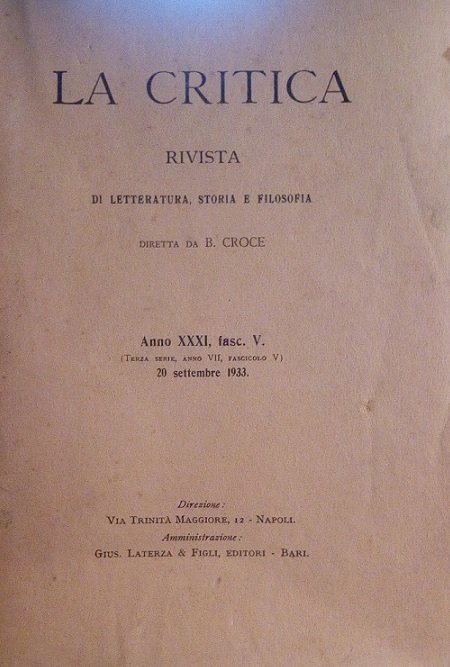 LA CRITICA
RIVISTA
DI LETTERATURA, STORIA E FILOSOFIA
DIRETTA DA B. CROCE
Anno XXXI, fasc. V.
(TERZA SERIE, ANNO VII, FASCICOLO V)
20 settembre 1933.
Direzione:
VIA TRINITÀ MAGGIORE, 12 - NAPOLI.
Amministrazione:
GIUS. LATERZA & FIGLI, EDITORI - BARI.